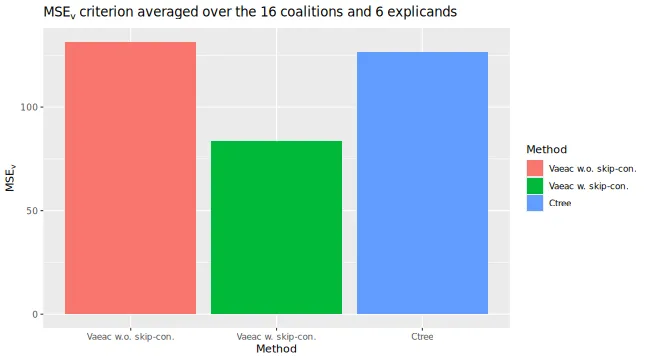 MSEᵥ criterion averaged over the 16 coalitions and 6 explicands
MSEᵥ
100
50
0
Vaeac w.o. skip-con.
Vaeac w. skip-con.
Ctree
Method
Method
Vaeac w.o. skip-con.
Vaeac w. skip-con.
Ctree